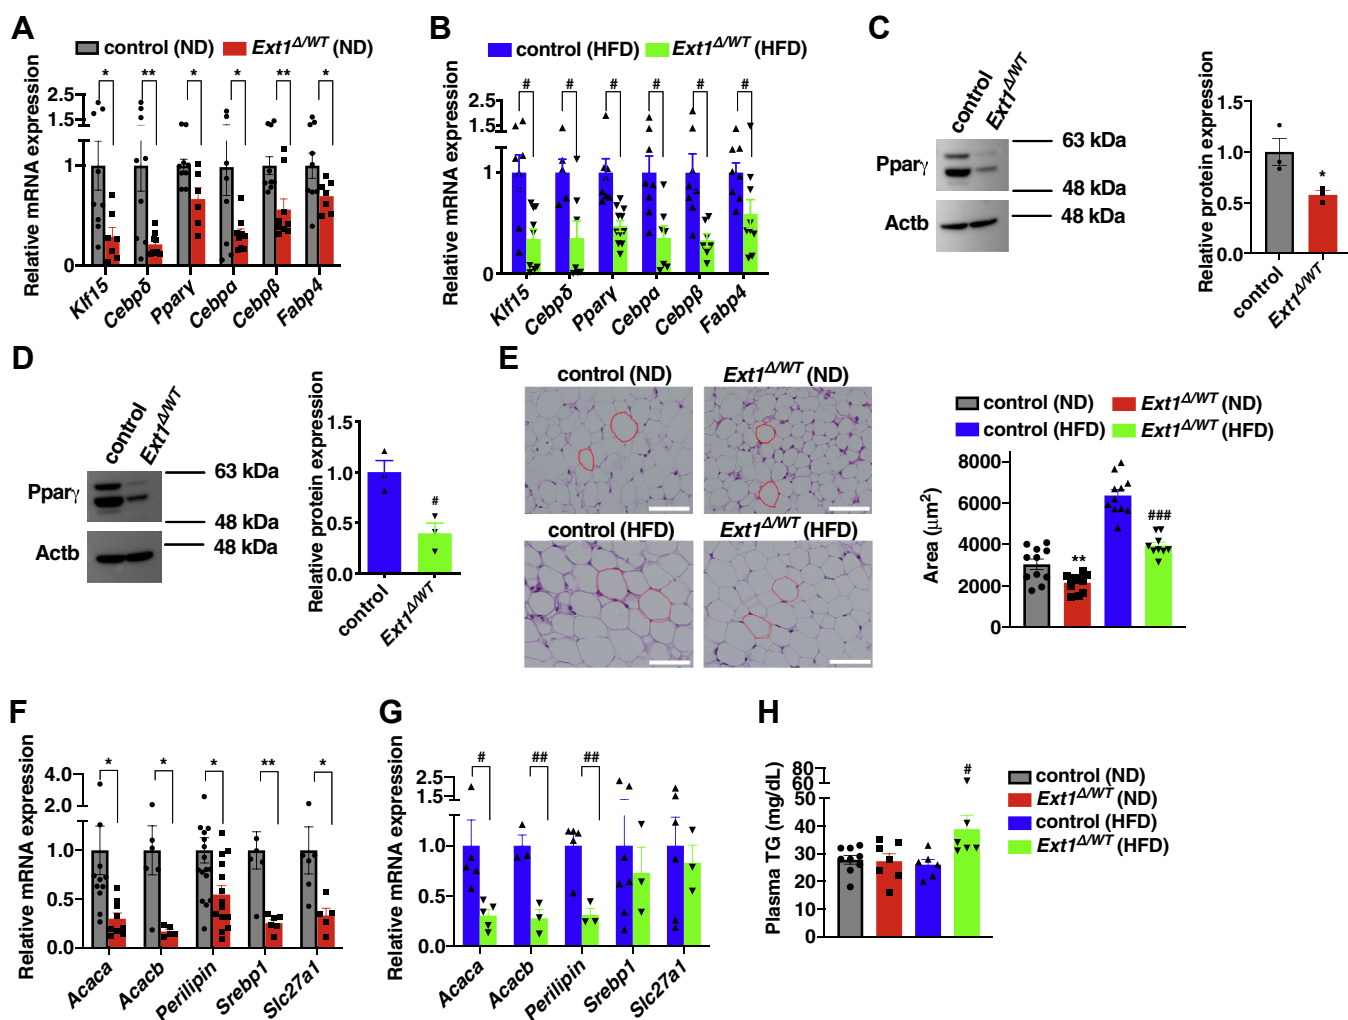 A
control (ND) Ext1Δ/WT (ND)
* ** * * ** *
Relative mRNA expression
2.5
1.5
1
0
Klf15 Cebpδ Pparγ Cebpα Cebpβ Fabp4
B
control (HFD) Ext1Δ/WT (HFD)
# # # # # #
Relative mRNA expression
2.5
1.5
1
0
Klf15 Cebpδ Pparγ Cebpα Cebpβ Fabp4
C
control Ext1Δ/WT
Pparγ
Actb
63 kDa
48 kDa
48 kDa
Relative protein expression
1.5
1.0
0.5
0.0
*
control Ext1Δ/WT
D
control Ext1Δ/WT
Pparγ
Actb
63 kDa
48 kDa
48 kDa
Relative protein expression
1.5
1.0
0.5
0.0
#
control Ext1Δ/WT
E
control (ND) Ext1Δ/WT (ND)
control (HFD) Ext1Δ/WT (HFD)
control (ND) Ext1Δ/WT (ND)
control (HFD) Ext1Δ/WT (HFD)
Area (μm2)
8000
6000
4000
2000
0
** ###
F
* * * ** *
Relative mRNA expression
4.0
2.0
1.0
0.5
0.0
Acaca Acacb Perilipin Srebp1 Slc27a1
G
# ## ##
Relative mRNA expression
2.5
1.5
1.0
0.5
0.0
Acaca Acacb Perilipin Srebp1 Slc27a1
H
Plasma TG (mg/dL)
80
50
50
40
30
20
10
0
#
control (ND)
Ext1Δ/WT (ND)
control (HFD)
Ext1Δ/WT (HFD)